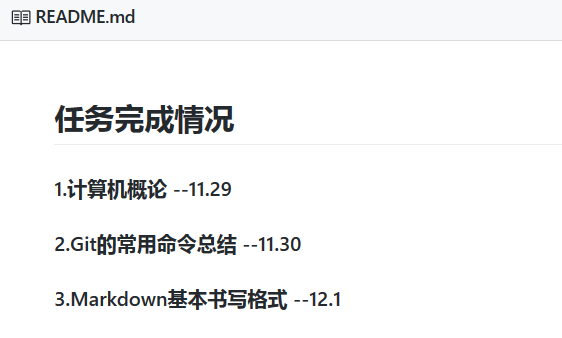 README.md
任务完成情况
1.计算机概论 --11.29
2.Git的常用命令总结 --11.30
3.Markdown基本书写格式 --12.1